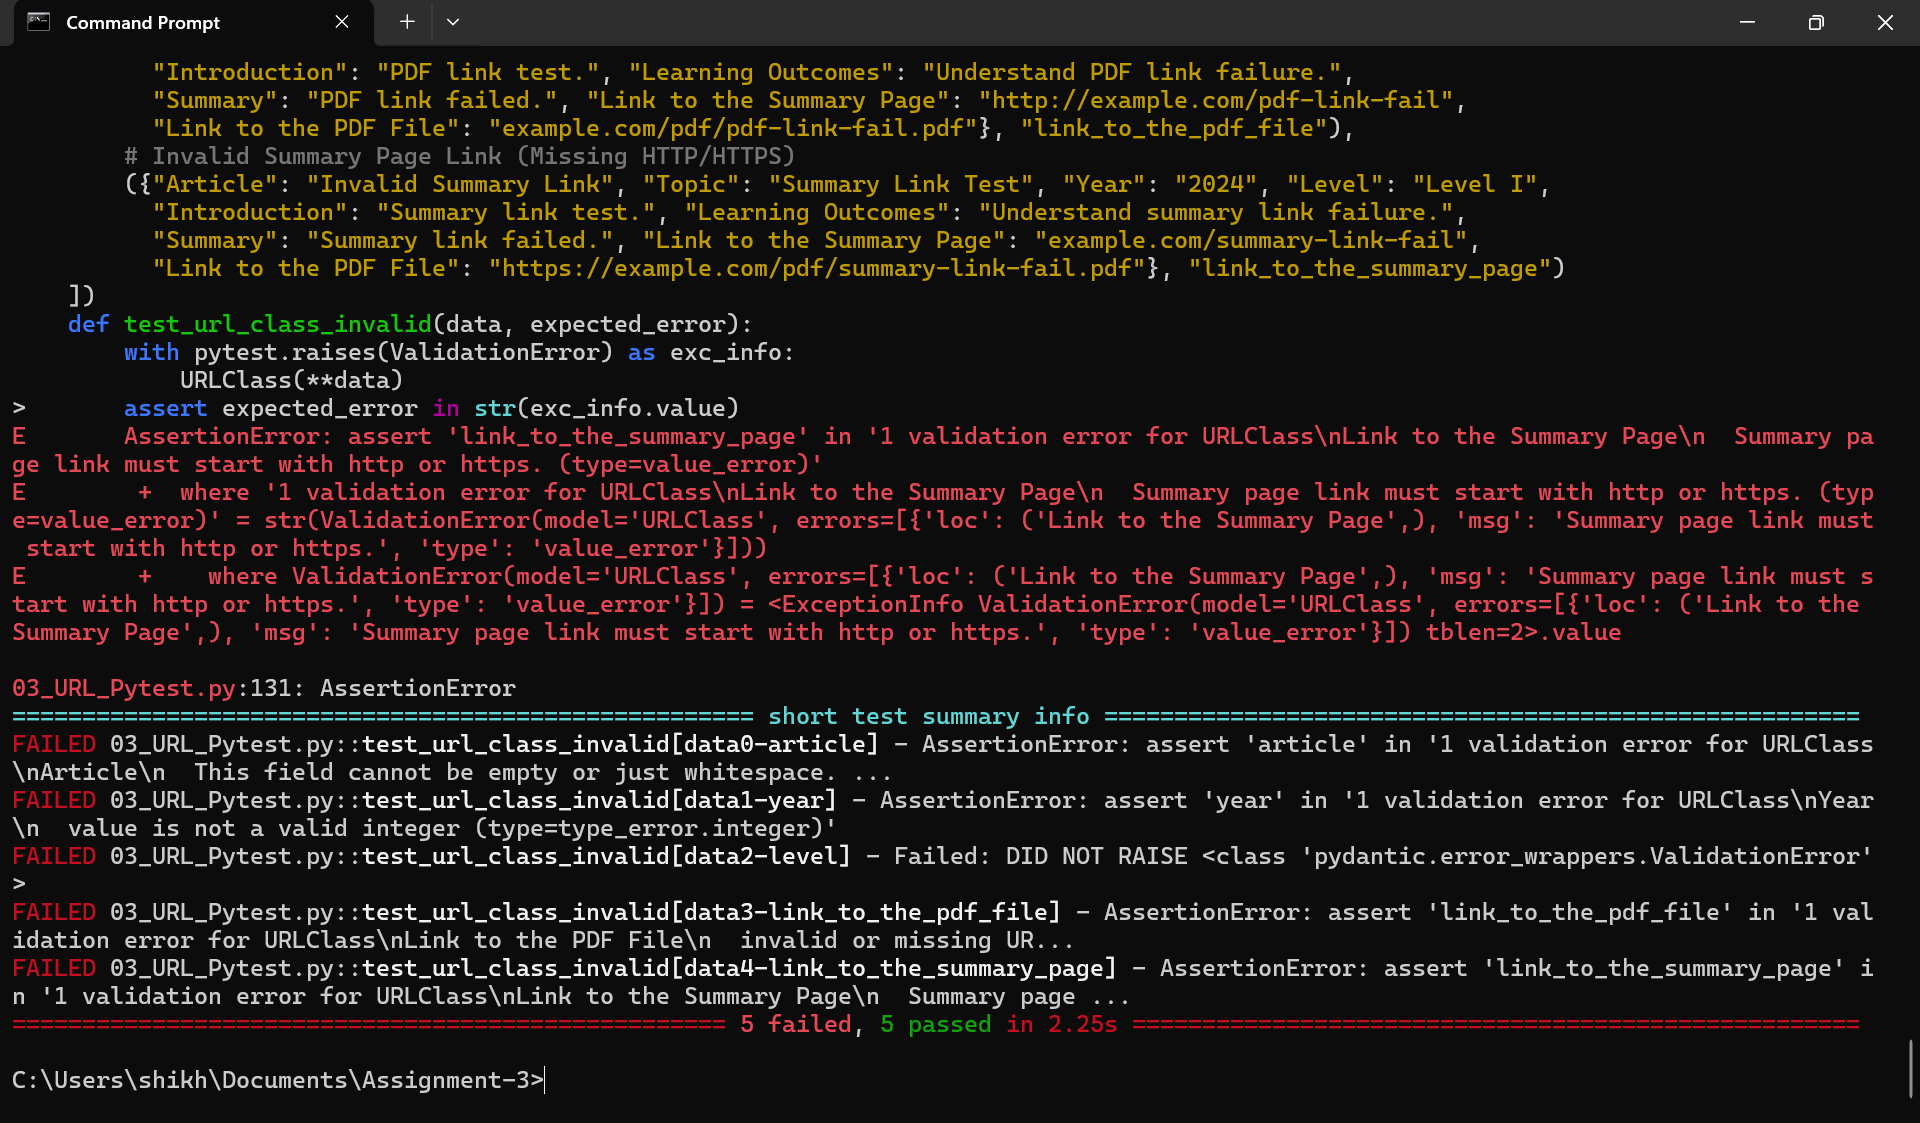 Command Prompt
"Introduction": "PDF link test.", "Learning Outcomes": "Understand PDF link failure.",
"Summary": "PDF link failed.", "Link to the Summary Page": "http://example.com/pdf-link-fail",
"Link to the PDF File": "example.com/pdf/pdf-link-fail.pdf"}, "link_to_the_pdf_file"),
# Invalid Summary Page Link (Missing HTTP/HTTPS)
({"Article": "Invalid Summary Link", "Topic": "Summary Link Test", "Year": "2024", "Level": "Level I",
"Introduction": "Summary link test.", "Learning Outcomes": "Understand summary link failure.",
"Summary": "Summary link failed.", "Link to the Summary Page": "example.com/summary-link-fail",
"Link to the PDF File": "https://example.com/pdf/summary-link-fail.pdf"}, "link_to_the_summary_page")
])
def test_url_class_invalid(data, expected_error):
with pytest.raises(ValidationError) as exc_info:
URLClass(**data)
> assert expected_error in str(exc_info.value)
E AssertionError: assert 'link_to_the_summary_page' in '1 validation error for URLClass\nLink to the Summary Page\n  Summary pa
ge link must start with http or https. (type=value_error)'
E + where '1 validation error for URLClass\nLink to the Summary Page\n  Summary page link must start with http or https. (typ
e=value_error)' = str(ValidationError(model='URLClass', errors=[{'loc': ('Link to the Summary Page',), 'msg': 'Summary page link must
start with http or https.', 'type': 'value_error'}]))
E + where ValidationError(model='URLClass', errors=[{'loc': ('Link to the Summary Page',), 'msg': 'Summary page link must s
tart with http or https.', 'type': 'value_error'}]) = <ExceptionInfo ValidationError(model='URLClass', errors=[{'loc': ('Link to the
Summary Page',), 'msg': 'Summary page link must start with http or https.', 'type': 'value_error'}]) tblen=2>.value
03_URL_Pytest.py:131: AssertionError
===================================================== short test summary info ======================================================
FAILED 03_URL_Pytest.py::test_url_class_invalid[data0-article] - AssertionError: assert 'article' in '1 validation error for URLClass
\nArticle\n  This field cannot be empty or just whitespace. ...
FAILED 03_URL_Pytest.py::test_url_class_invalid[data1-year] - AssertionError: assert 'year' in '1 validation error for URLClass\nYear
\n  value is not a valid integer (type=type_error.integer)'
FAILED 03_URL_Pytest.py::test_url_class_invalid[data2-level] - Failed: DID NOT RAISE <class 'pydantic.error_wrappers.ValidationError'
>
FAILED 03_URL_Pytest.py::test_url_class_invalid[data3-link_to_the_pdf_file] - AssertionError: assert 'link_to_the_pdf_file' in '1 val
idation error for URLClass\nLink to the PDF File\n  invalid or missing UR...
FAILED 03_URL_Pytest.py::test_url_class_invalid[data4-link_to_the_summary_page] - AssertionError: assert 'link_to_the_summary_page' i
n '1 validation error for URLClass\nLink to the Summary Page\n  Summary page ...
=================================================== 5 failed, 5 passed in 2.25s ====================================================
C:\Users\shikh\Documents\Assignment-3>